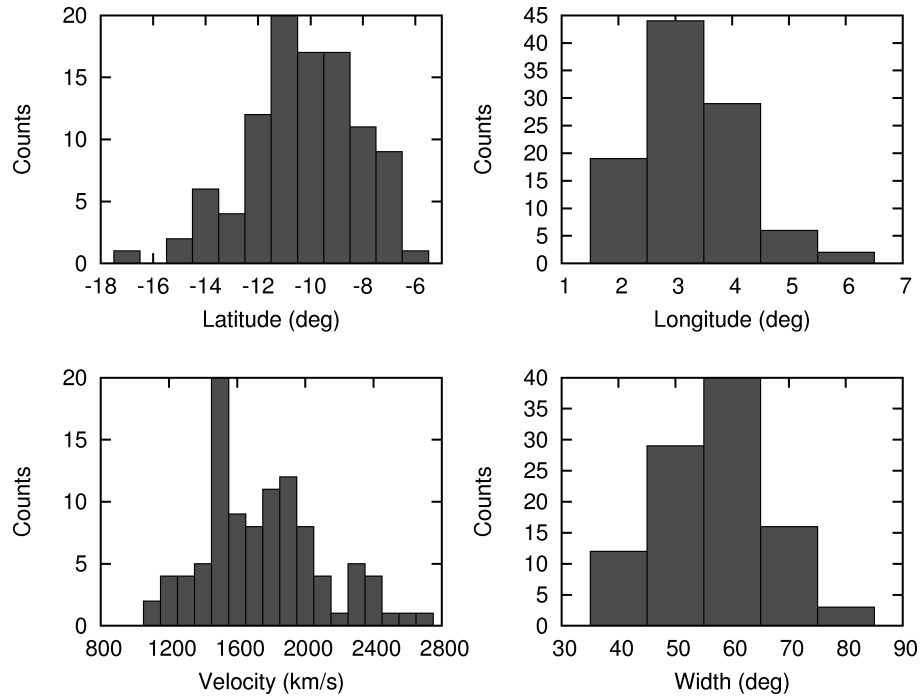 20
15
10
5
0
Counts
-18 -16 -14 -12 -10 -8 -6
Latitude (deg)
45
40
35
30
25
20
15
10
5
0
Counts
1 2 3 4 5 6 7
Longitude (deg)
20
15
10
5
0
Counts
800 1200 1600 2000 2400 2800
Velocity (km/s)
40
35
30
25
20
15
10
5
0
Counts
30 40 50 60 70 80 90
Width (deg)